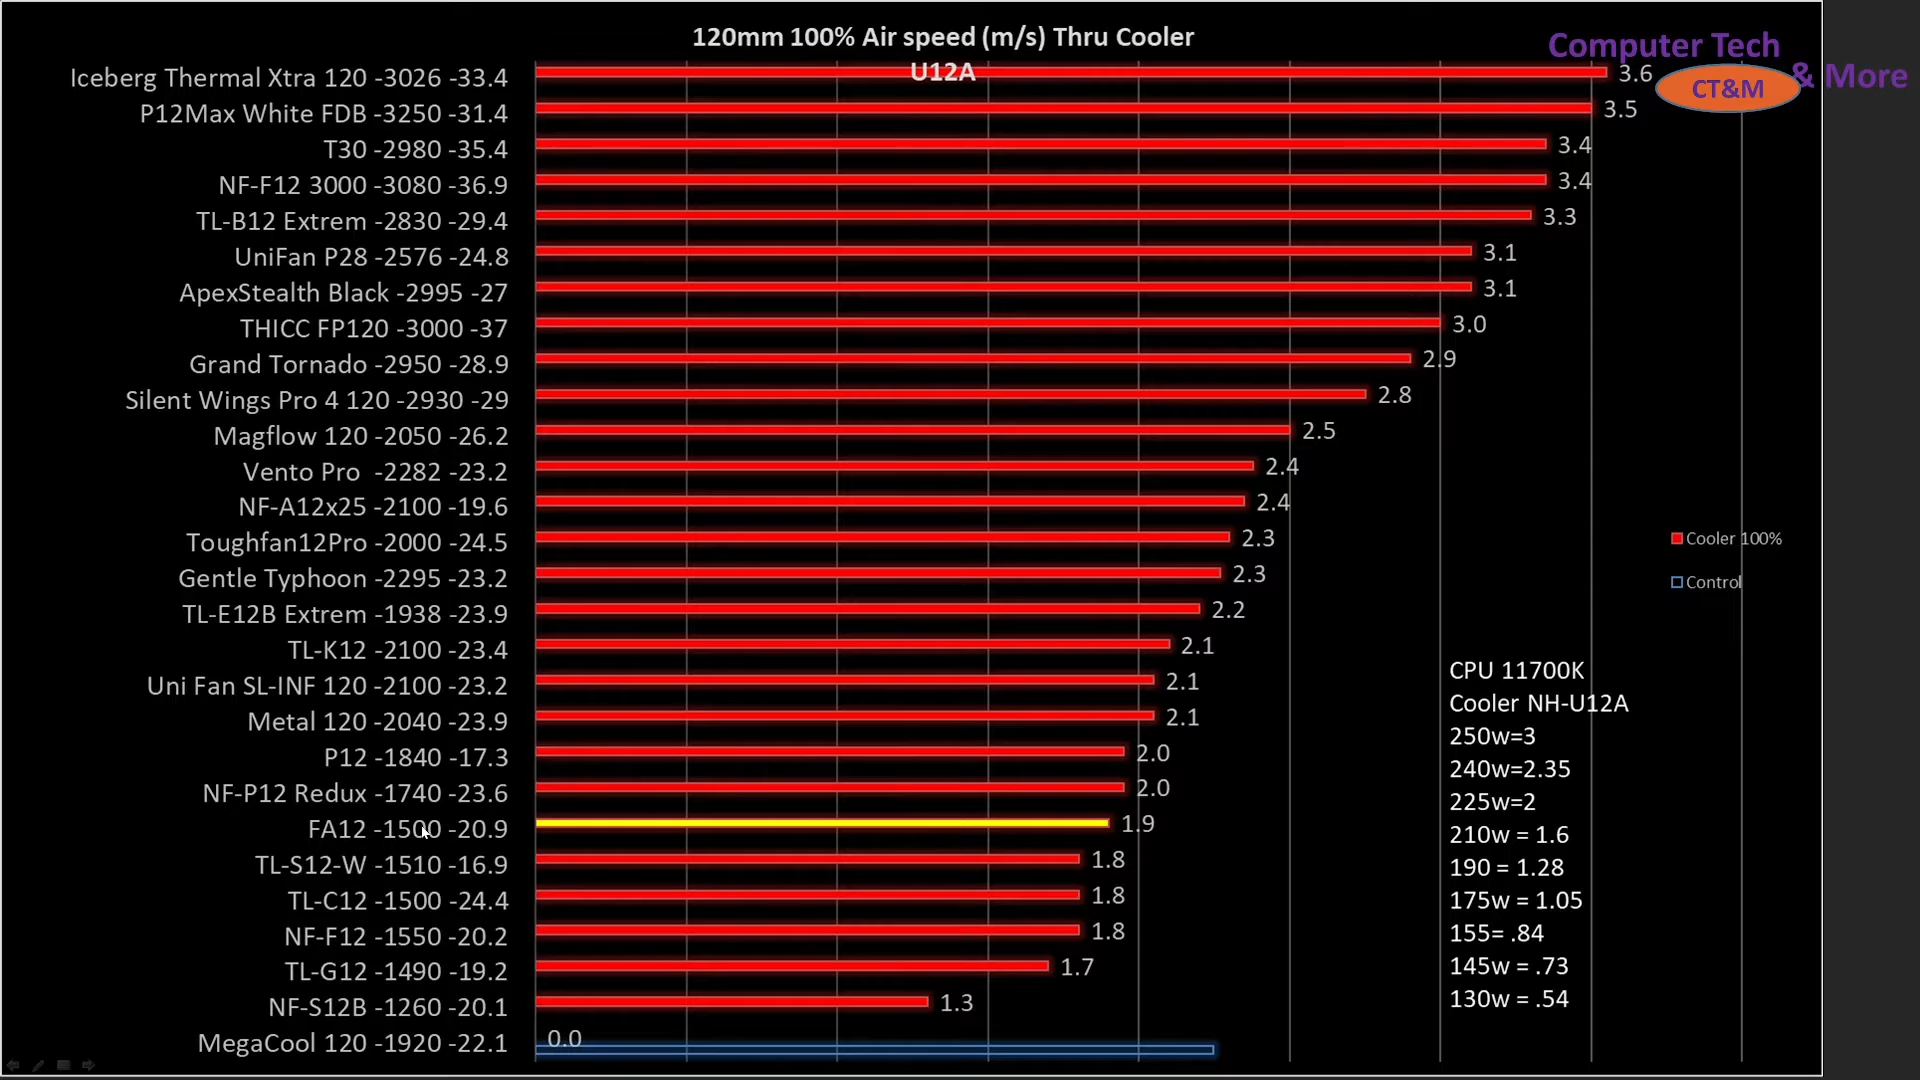 120mm 100% Air speed (m/s) Thru Cooler
U12A
Computer Tech
& More
CT&M
Iceberg Thermal Xtra 120 -3026 -33.4 3.6
P12Max White FDB -3250 -31.4 3.5
T30 -2980 -35.4 3.4
NF-F12 3000 -3080 -36.9 3.4
TL-B12 Extrem -2830 -29.4 3.3
UniFan P28 -2576 -24.8 3.1
ApexStealth Black -2995 -27 3.1
THICC FP120 -3000 -37 3.0
Grand Tornado -2950 -28.9 2.9
Silent Wings Pro 4 120 -2930 -29 2.8
Magflow 120 -2050 -26.2 2.5
Vento Pro  -2282 -23.2 2.4
NF-A12x25 -2100 -19.6 2.4
Toughfan12Pro -2000 -24.5 2.3
Gentle Typhoon -2295 -23.2 2.3
TL-E12B Extrem -1938 -23.9 2.2
TL-K12 -2100 -23.4 2.1
Uni Fan SL-INF 120 -2100 -23.2 2.1
Metal 120 -2040 -23.9 2.1
P12 -1840 -17.3 2.0
NF-P12 Redux -1740 -23.6 2.0
FA12 -1500 -20.9 1.9
TL-S12-W -1510 -16.9 1.8
TL-C12 -1500 -24.4 1.8
NF-F12 -1550 -20.2 1.8
TL-G12 -1490 -19.2 1.7
NF-S12B -1260 -20.1 1.3
MegaCool 120 -1920 -22.1 0.0
Cooler 100%
Control
CPU 11700K
Cooler NH-U12A
250w=3
240w=2.35
225w=2
210w = 1.6
190 = 1.28
175w = 1.05
155= .84
145w = .73
130w = .54